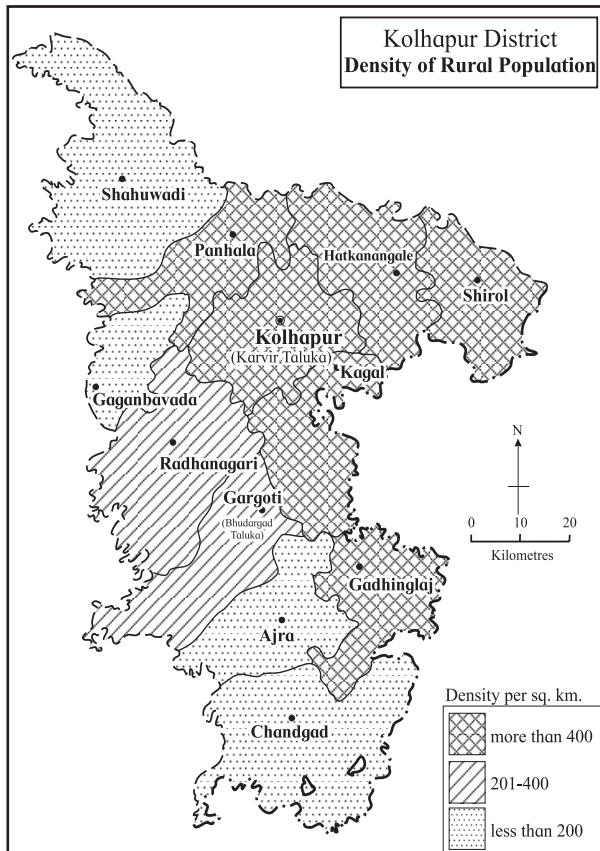 Kolhapur District
Density of Rural Population
Shahuwadi
Panhala
Hatkanangale
Shirol
Kolhapur
(Karvir Taluka)
Kagal
Gaganbavada
Radhanagari
Gargoti
(Bhudargad
Taluka)
N
0 10 20
Kilometres
Gadhinglaj
Ajra
Chandgad
Density per sq. km.
more than 400
201-400
less than 200